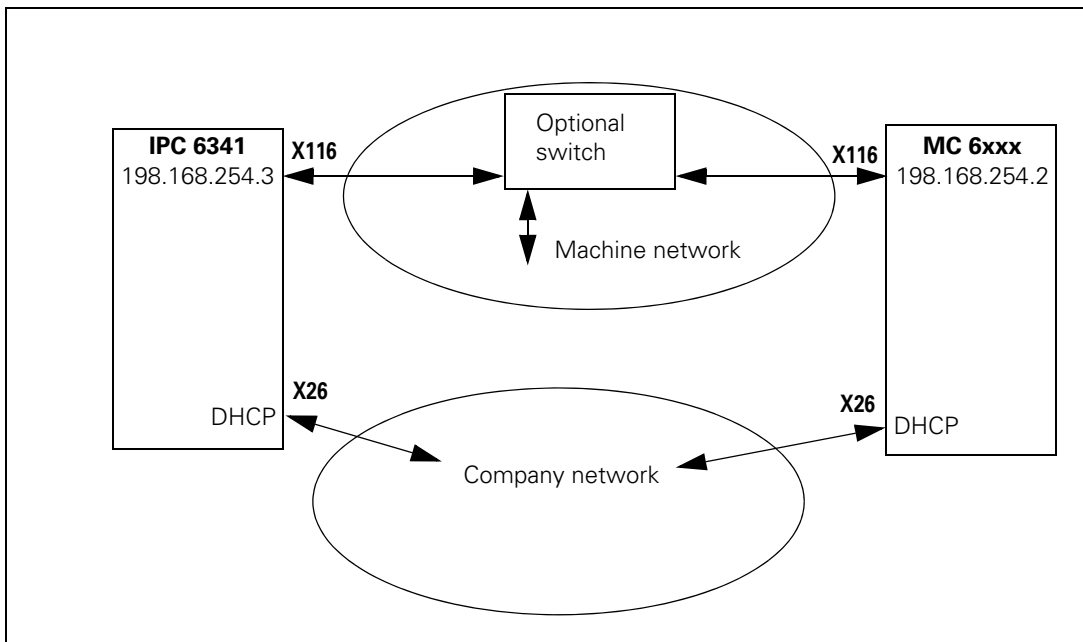 IPC 6341
198.168.254.3
X116
Optional
switch
X116
MC 6xxx
198.168.254.2
Machine network
X26
DHCP
Company network
X26
DHCP